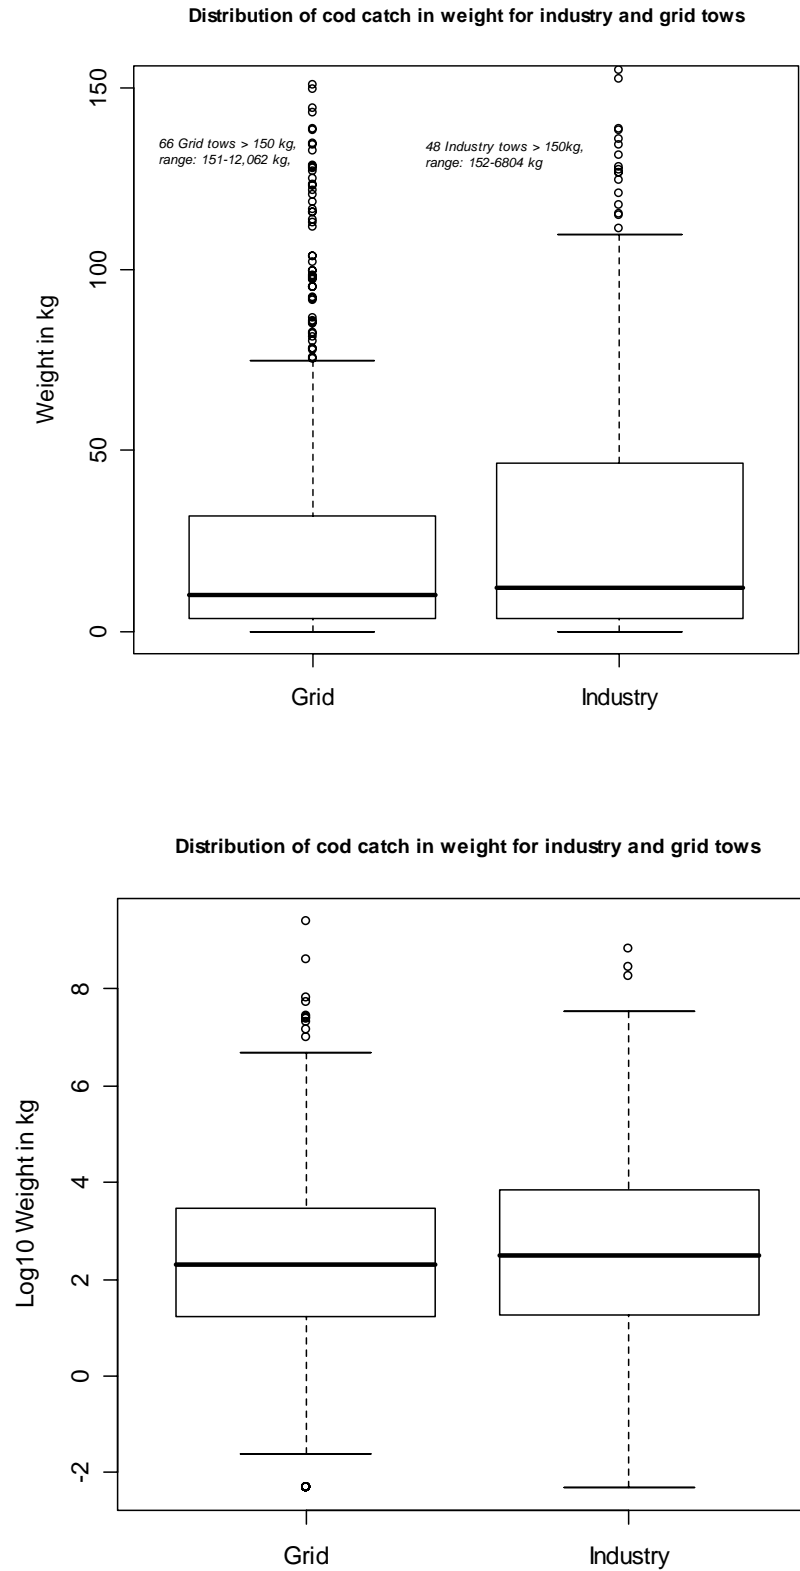 Distribution of cod catch in weight for industry and grid tows
150
66 Grid tows > 150 kg,
range: 151-12,062 kg,
48 Industry tows > 150kg,
range: 152-6804 kg
100
Weight in kg
50
0
Grid
Industry
Distribution of cod catch in weight for industry and grid tows
8
6
4
Log10 Weight in kg
2
0
-2
Grid
Industry